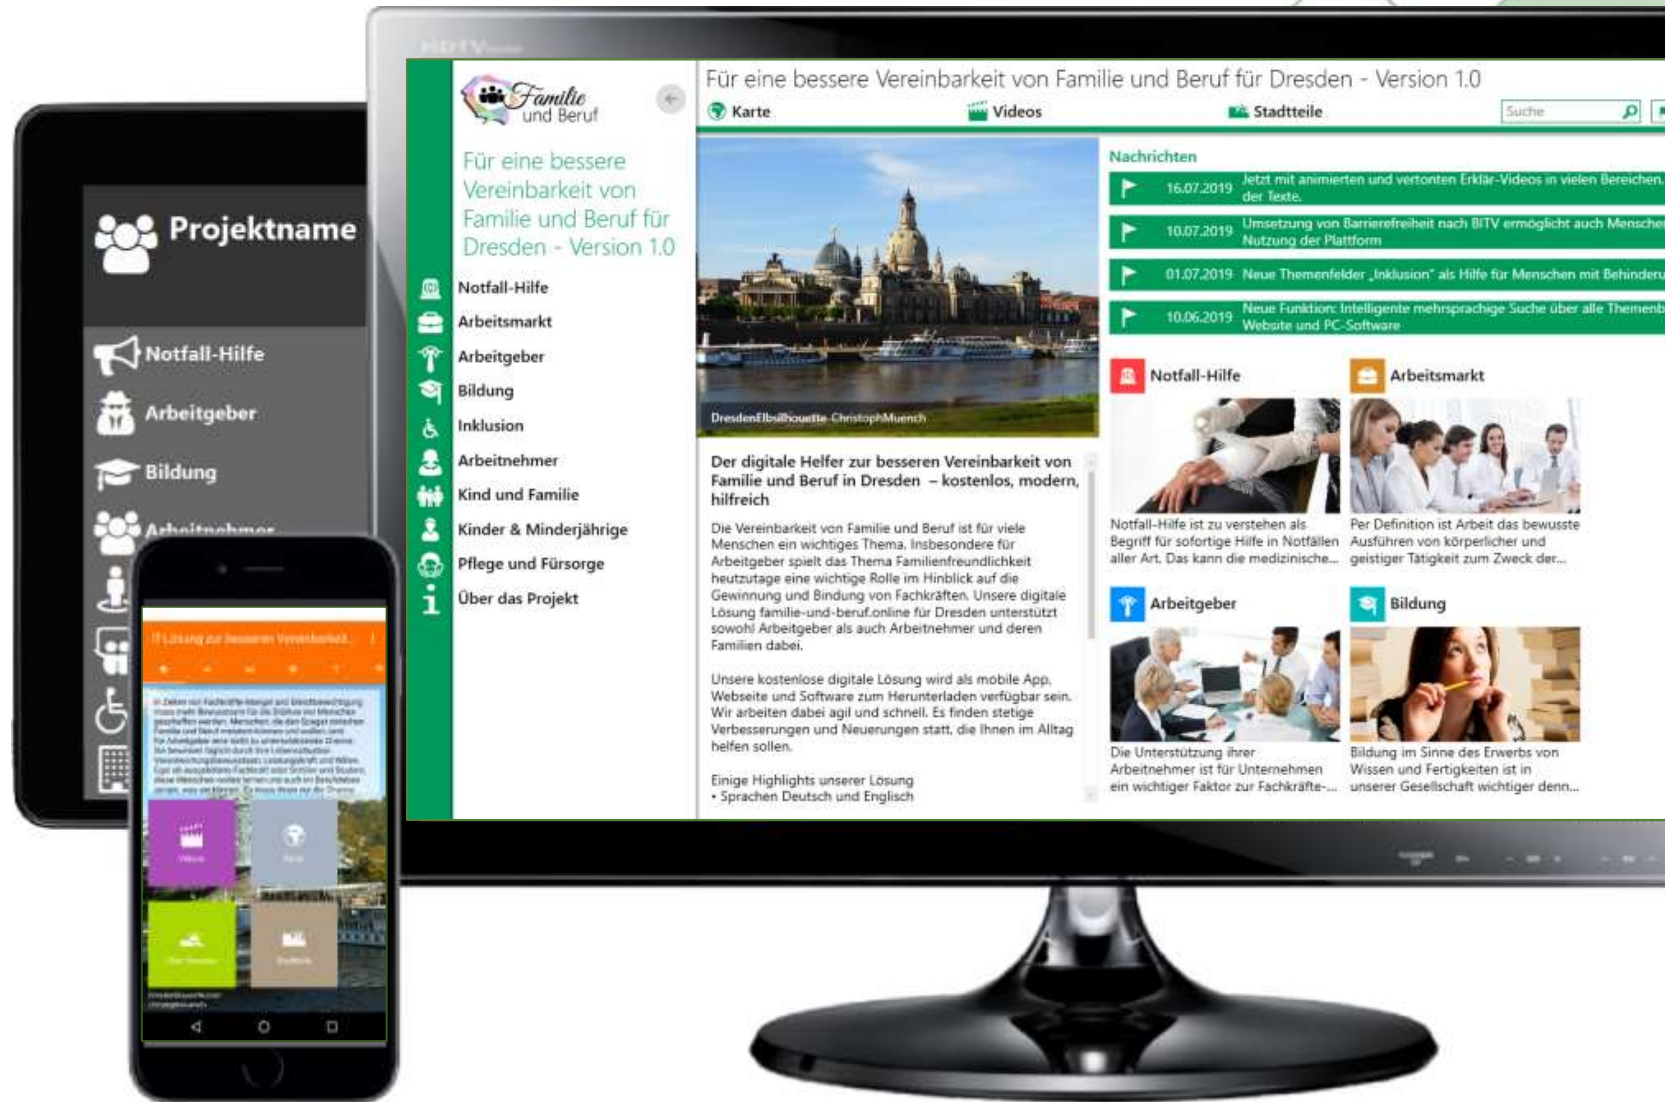 HDTV
Projektname
Notfall-Hilfe
Arbeitgeber
Bildung
Arbeitnehmer
IT-Lösung zur besseren Vereinbarkeit...
Videos
Karte
Über Dresden
Stadtteile
Familie
und Beruf
Für eine bessere
Vereinbarkeit von
Familie und Beruf für
Dresden - Version 1.0
Notfall-Hilfe
Arbeitsmarkt
Arbeitgeber
Bildung
Inklusion
Arbeitnehmer
Kind und Familie
Kinder & Minderjährige
Pflege und Fürsorge
Über das Projekt
Für eine bessere Vereinbarkeit von Familie und Beruf für Dresden - Version 1.0
Karte
Videos
Stadtteile
Suche
DresdenElbsilhouette-ChristophMuench
Der digitale Helfer zur besseren Vereinbarkeit von
Familie und Beruf in Dresden – kostenlos, modern,
hilfreich
Die Vereinbarkeit von Familie und Beruf ist für viele
Menschen ein wichtiges Thema. Insbesondere für
Arbeitgeber spielt das Thema Familienfreundlichkeit
heutzutage eine wichtige Rolle im Hinblick auf die
Gewinnung und Bindung von Fachkräften. Unsere digitale
Lösung familie-und-beruf.online für Dresden unterstützt
sowohl Arbeitgeber als auch Arbeitnehmer und deren
Familien dabei.
Unsere kostenlose digitale Lösung wird als mobile App,
Webseite und Software zum Herunterladen verfügbar sein.
Wir arbeiten dabei agil und schnell. Es finden stetige
Verbesserungen und Neuerungen statt, die Ihnen im Alltag
helfen sollen.
Einige Highlights unserer Lösung
• Sprachen Deutsch und Englisch
Nachrichten
16.07.2019 Jetzt mit animierten und vertonten Erklär-Videos in vielen Bereichen.
der Texte.
10.07.2019 Umsetzung von Barrierefreiheit nach BITV ermöglicht auch Menschen
Nutzung der Plattform
01.07.2019 Neue Themenfelder „Inklusion" als Hilfe für Menschen mit Behinderu
10.06.2019 Neue Funktion: Intelligente mehrsprachige Suche über alle Themenb
Website und PC-Software
Notfall-Hilfe
Notfall-Hilfe ist zu verstehen als
Begriff für sofortige Hilfe in Notfällen
aller Art. Das kann die medizinische...
Arbeitsmarkt
Per Definition ist Arbeit das bewusste
Ausführen von körperlicher und
geistiger Tätigkeit zum Zweck der...
Arbeitgeber
Die Unterstützung ihrer
Arbeitnehmer ist für Unternehmen
ein wichtiger Faktor zur Fachkräfte-...
Bildung
Bildung im Sinne des Erwerbs von
Wissen und Fertigkeiten ist in
unserer Gesellschaft wichtiger denn...